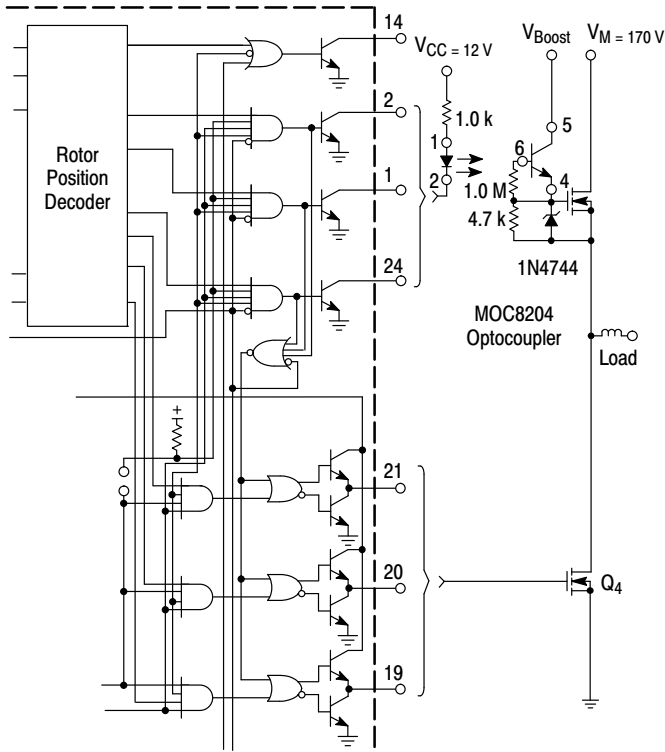 14
V_CC = 12 V
V_Boost
V_M = 170 V
2
1.0 k
1
2
5
6
4
1.0 M
4.7 k
1N4744
Rotor
Position
Decoder
1
24
MOC8204
Optocoupler
Load
+
21
20
Q_4
19